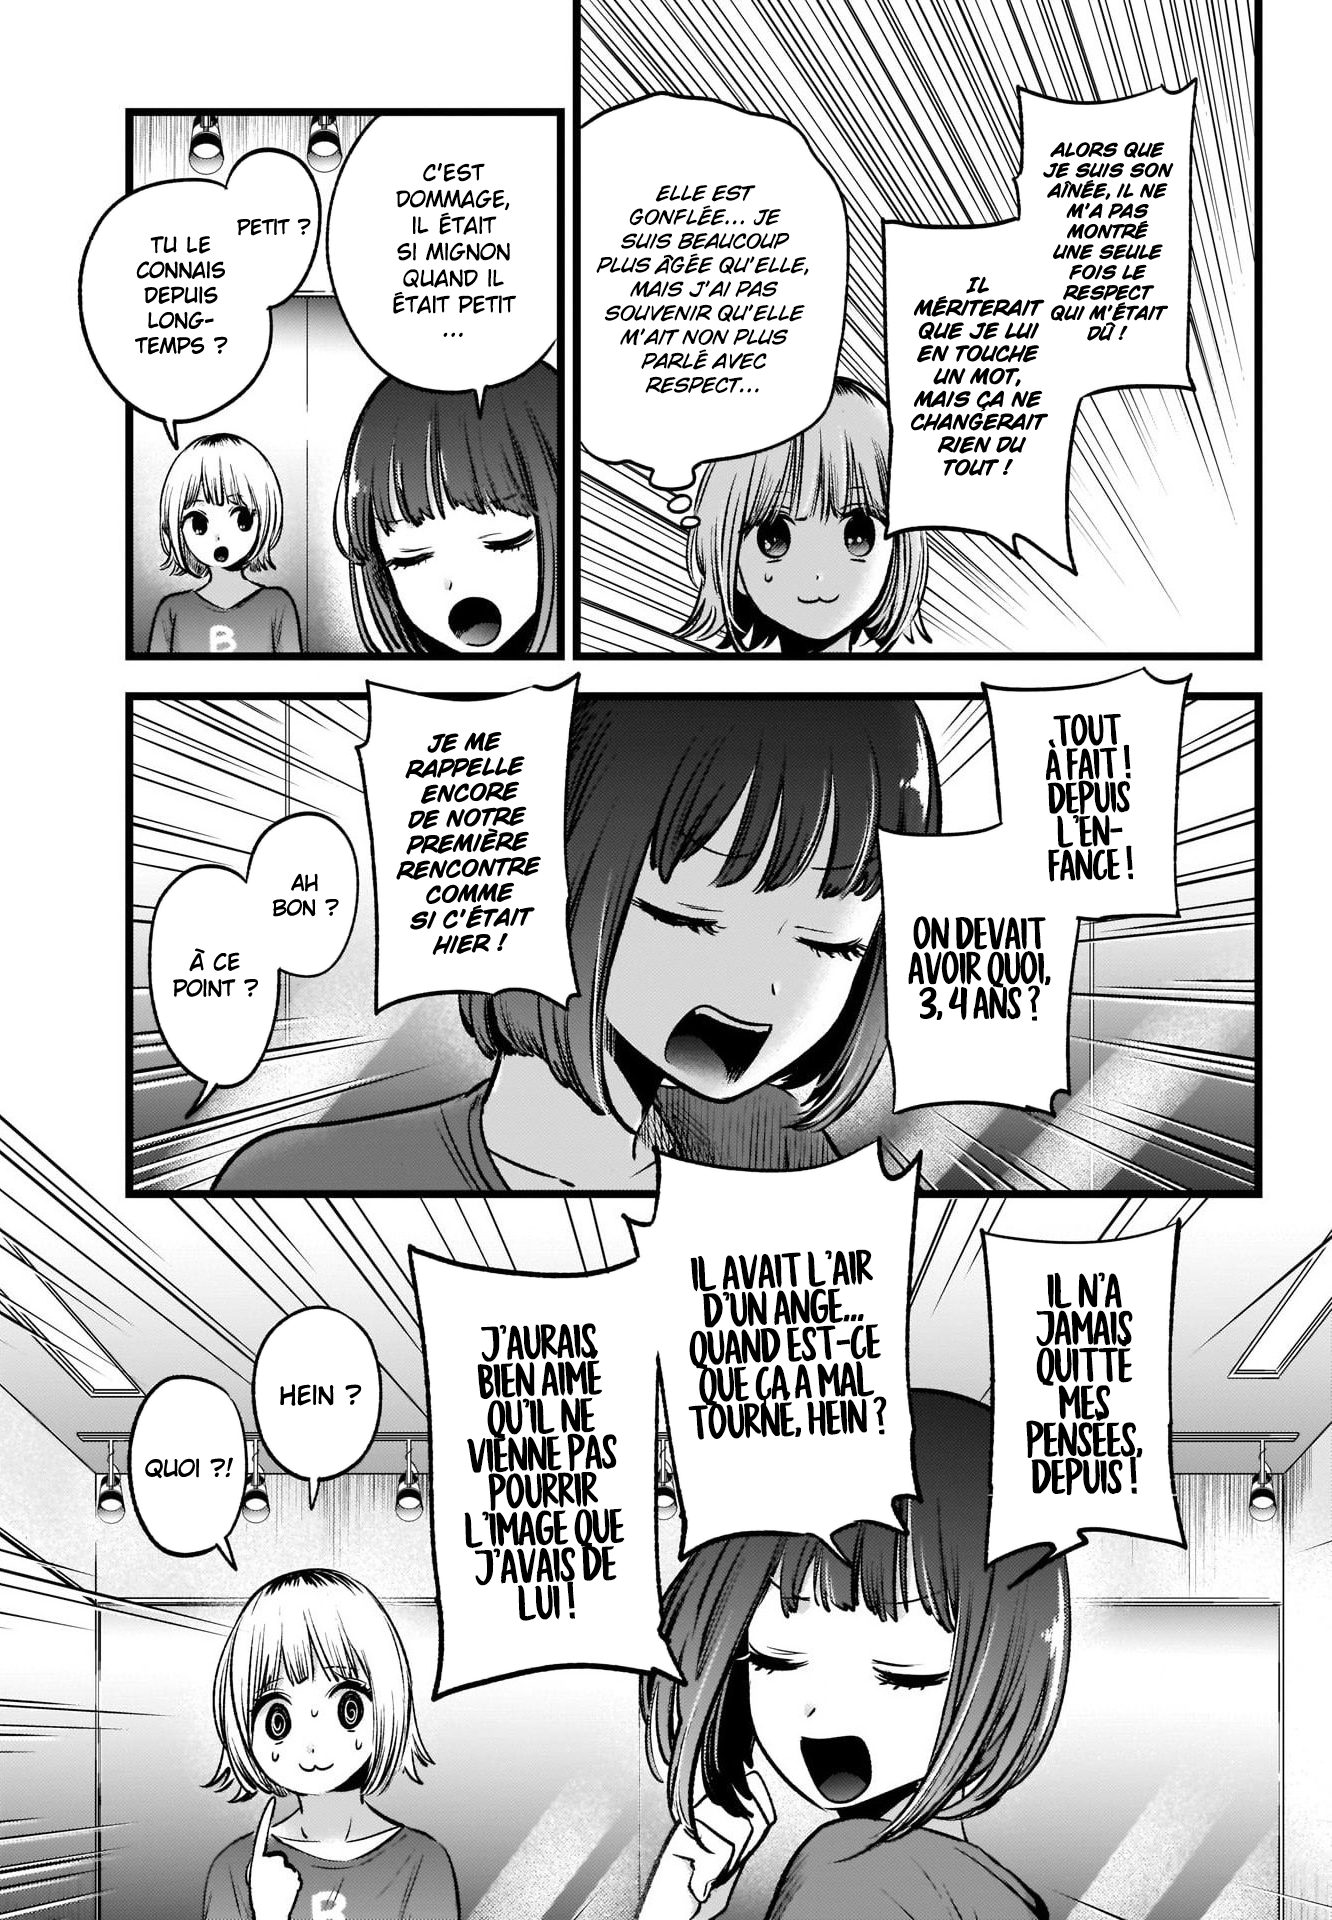 ALORS QUE
JE SUIS SON
AÎNÉE, IL NE
M'A PAS
MONTRÉ
UNE SEULE
FOIS LE
RESPECT
QUI M'ÉTAIT
DÛ !
IL
MÉRITERAIT
QUE JE LUI
EN TOUCHE
UN MOT,
MAIS ÇA NE
CHANGERAIT
RIEN DU
TOUT !
ELLE EST
GONFLÉE... JE
SUIS BEAUCOUP
PLUS ÂGÉE QU'ELLE,
MAIS J'AI PAS
SOUVENIR QU'ELLE
M'AIT NON PLUS
PARLÉ AVEC
RESPECT...
C'EST
DOMMAGE,
IL ÉTAIT
SI MIGNON
QUAND IL
ÉTAIT PETIT
...
PETIT ?
TU LE
CONNAIS
DEPUIS
LONG-
TEMPS ?
B
TOUT
À FAIT !
DEPUIS
L'EN-
FANCE !
ON DEVAIT
AVOIR QUOI,
3, 4 ANS ?
JE ME
RAPPELLE
ENCORE
DE NOTRE
PREMIÈRE
RENCONTRE
COMME
SI C'ÉTAIT
HIER !
AH
BON ?
À CE
POINT ?
IL N'A
JAMAIS
QUITTE
MES
PENSÉES,
DEPUIS !
IL AVAIT L'AIR
D'UN ANGE...
QUAND EST-CE
QUE ÇA A MAL
TOURNE, HEIN ?
J'AURAIS
BIEN AIMÉ
QU'IL NE
VIENNE PAS
POURRIR
L'IMAGE QUE
J'AVAIS DE
LUI !
HEIN ?
QUOI ?!
B